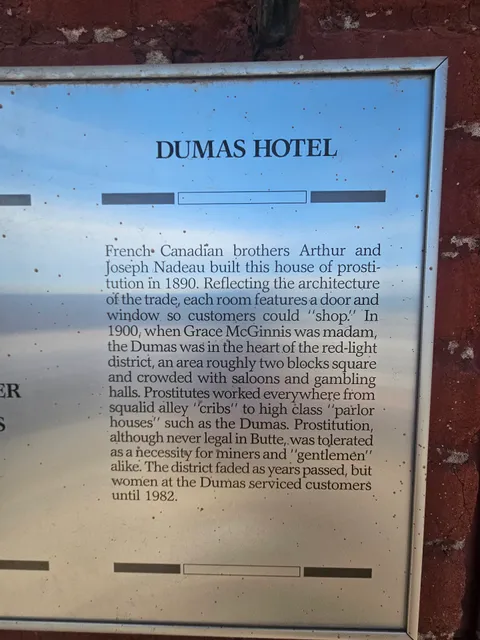 DUMAS HOTEL
French Canadian brothers Arthur and
Joseph Nadeau built this house of prosti-
tution in 1890. Reflecting the architecture
of the trade, each room features a door and
window so customers could "shop." In
1900, when Grace McGinnis was madam,
the Dumas was in the heart of the red-light
district, an area roughly two blocks square
and crowded with saloons and gambling
halls. Prostitutes worked everywhere from
squalid alley "cribs" to high class "parlor
houses" such as the Dumas. Prostitution,
although never legal in Butte, was tolerated
as a necessity for miners and "gentlemen"
alike. The district faded as years passed, but
women at the Dumas serviced customers
until 1982.
ER
S